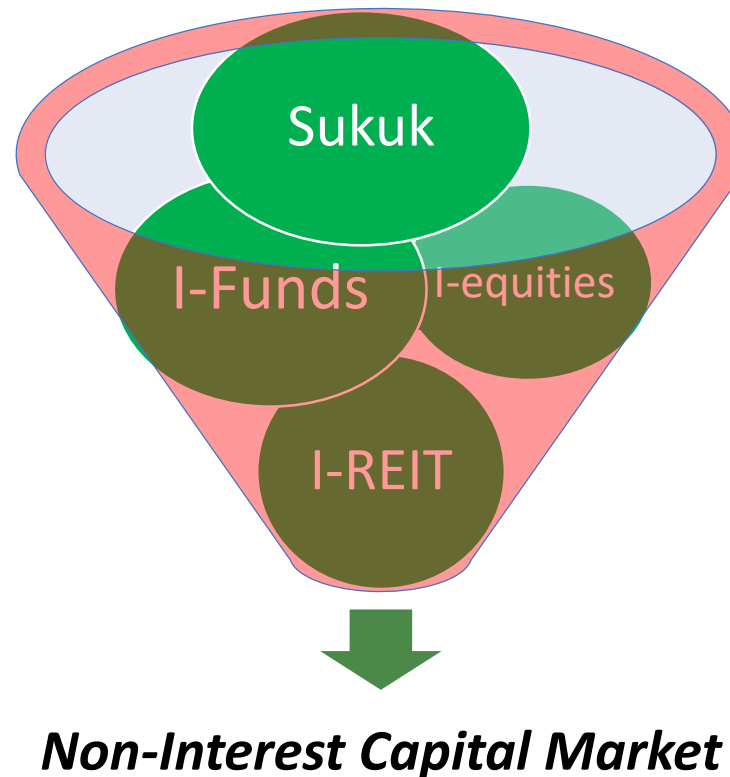 Sukuk
I-Funds
I-equities
I-REIT
Non-Interest Capital Market